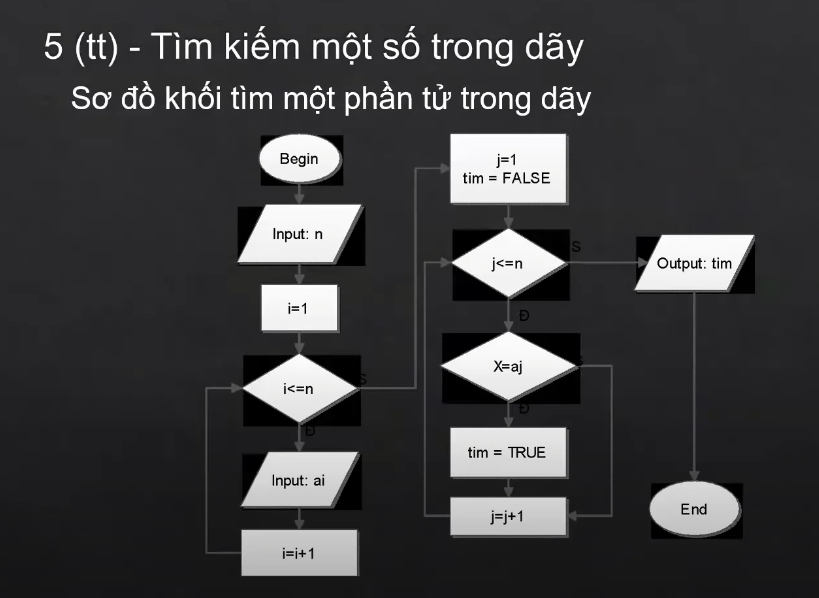 5 (tt) - Tìm kiếm một số trong dãy
Sơ đồ khối tìm một phần tử trong dãy
Begin
Input: n
i=1
i<=n
S
Đ
Input: ai
i=i+1
j=1
tim = FALSE
j<=n
S
Đ
X=aj
S
Đ
tim = TRUE
j=j+1
Output: tim
End